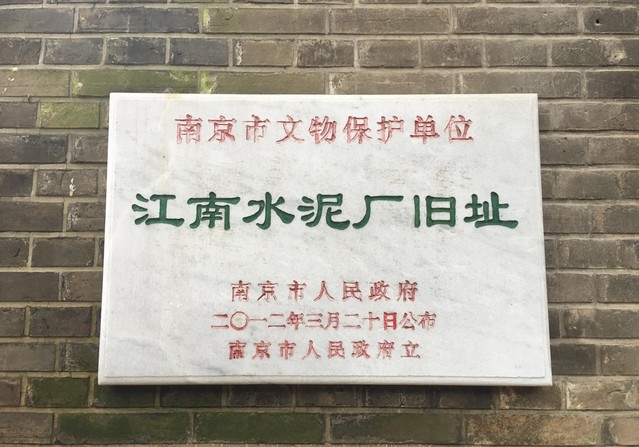 南京市文物保护单位
江南水泥厂旧址
南京市人民政府
二〇一二年三月二十日公布
南京市人民政府立